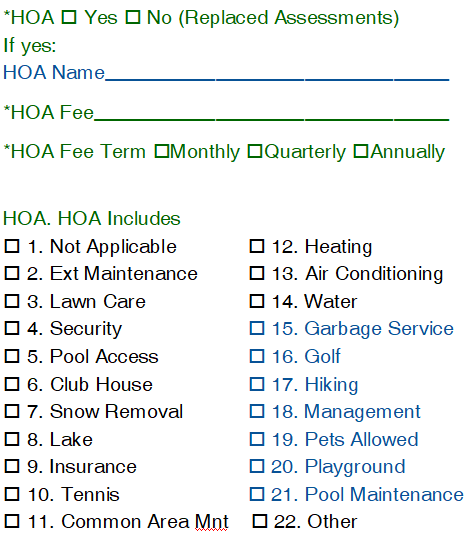 *HOA ☐ Yes ☐ No (Replaced Assessments)
If yes:
HOA Name_______________________________
*HOA Fee________________________________
*HOA Fee Term ☐Monthly ☐Quarterly ☐Annually
HOA. HOA Includes
☐ 1. Not Applicable
☐ 2. Ext Maintenance
☐ 3. Lawn Care
☐ 4. Security
☐ 5. Pool Access
☐ 6. Club House
☐ 7. Snow Removal
☐ 8. Lake
☐ 9. Insurance
☐ 10. Tennis
☐ 11. Common Area Mnt
☐ 12. Heating
☐ 13. Air Conditioning
☐ 14. Water
☐ 15. Garbage Service
☐ 16. Golf
☐ 17. Hiking
☐ 18. Management
☐ 19. Pets Allowed
☐ 20. Playground
☐ 21. Pool Maintenance
☐ 22. Other